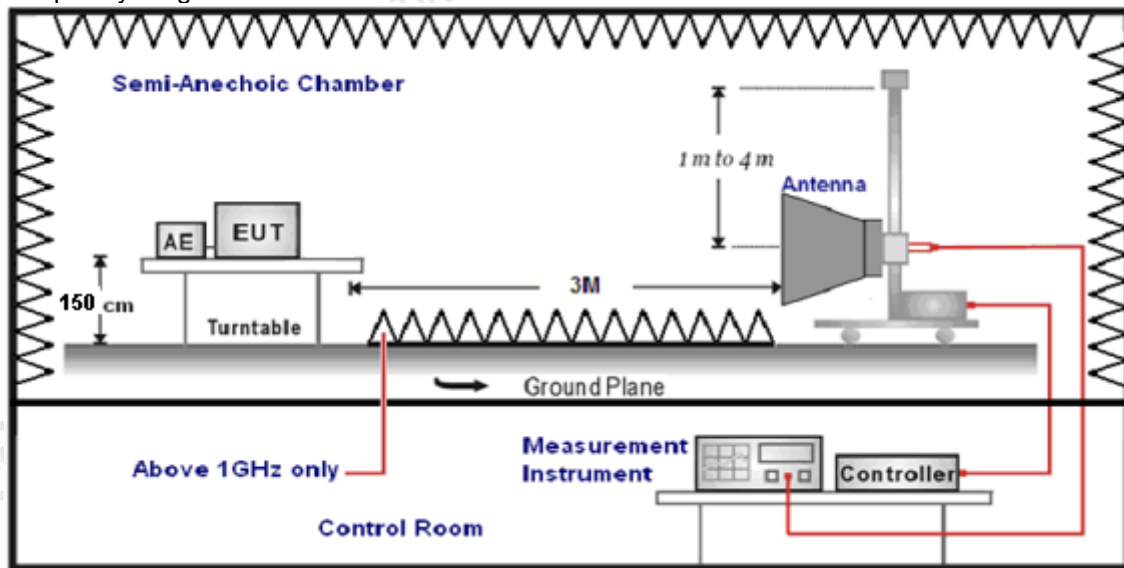 Semi-Anechoic Chamber
1 m to 4 m
Antenna
AE
EUT
150 cm
3M
Turntable
Ground Plane
Measurement
Instrument
Above 1GHz only
Controller
Control Room